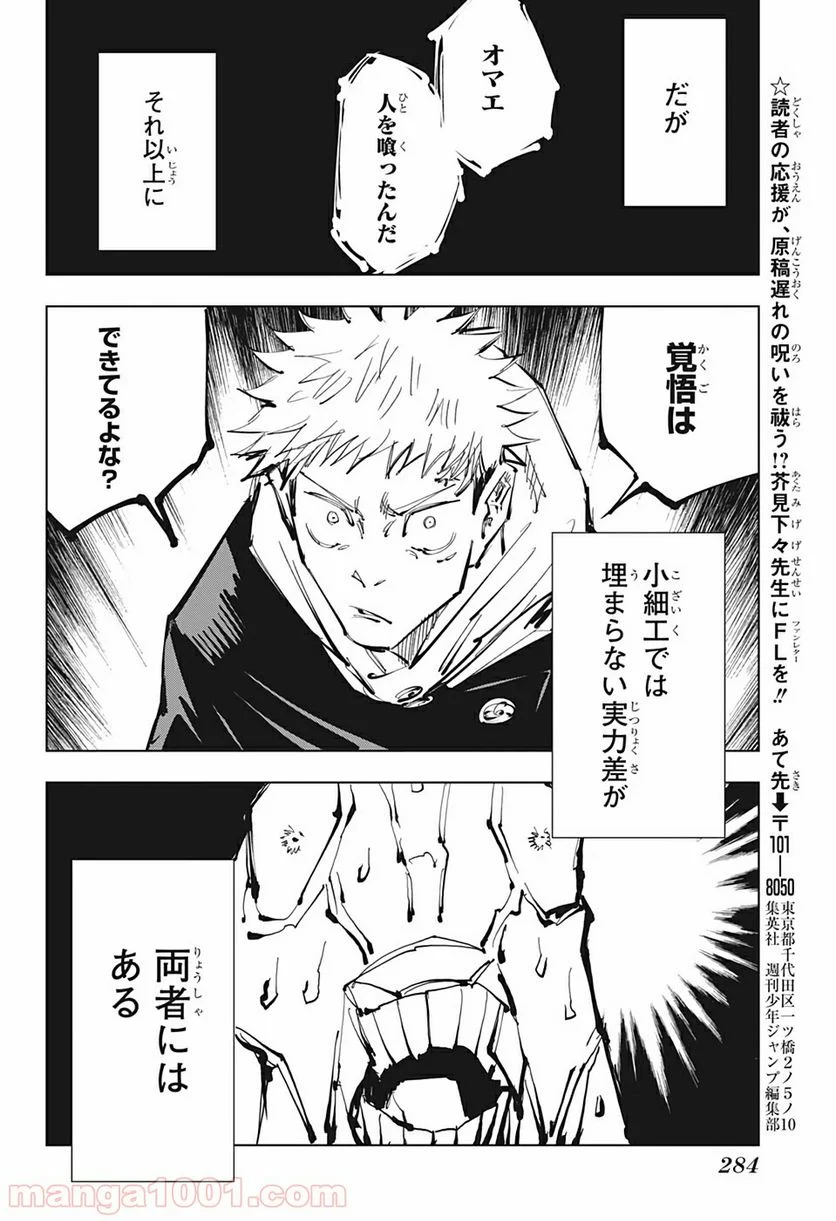 だが
オマエ
人を喰ったんだ
それ以上に
覚悟は
できてるよな?
小細工では
埋まらない実力差が
両者には
ある
☆読者の応援が、原稿遅れの呪いを祓う!?芥見下々先生にFLを!! あて先➡〒101―8050
東京都千代田区一ツ橋2ノ5ノ10
集英社 週刊少年ジャンプ編集部
284
manga1001.com